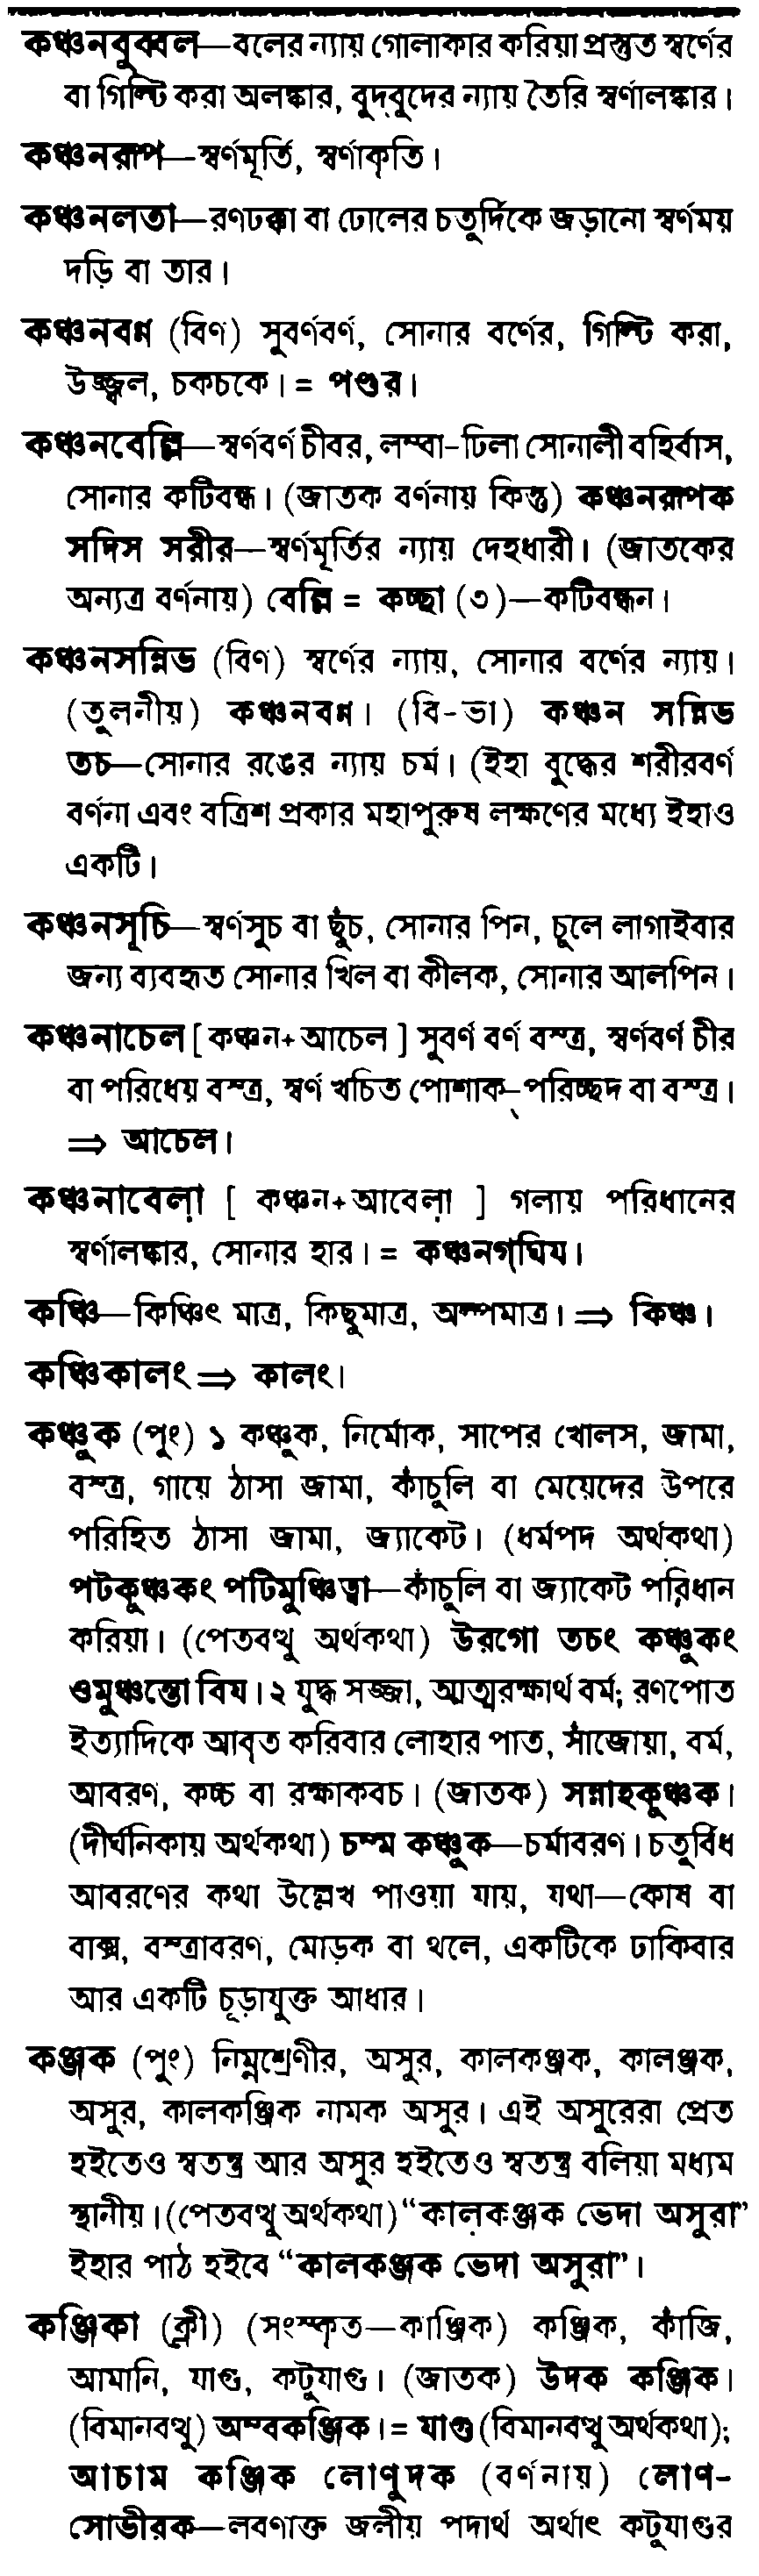 কঞ্চনবুব্বল—বলের ন্যায় গোলাকার করিয়া প্রস্তুত স্বর্ণের
বা গিল্টি করা অলঙ্কার, বুদ্বুদের ন্যায় তৈরি স্বর্ণালঙ্কার।
কঞ্চনরূপ—স্বর্ণমূর্তি, স্বর্ণাকৃতি।
কঞ্চনলতা—রণঢক্কা বা ঢোলের চতুর্দিকে জড়ানো স্বর্ণময়
দড়ি বা তার।
কঞ্চনবণ্ন (বিণ) সুবর্ণবর্ণ, সোনার বর্ণের, গিল্টি করা,
উজ্জ্বল, চকচকে। = পণ্ডর।
কঞ্চনবেল্লি—স্বর্ণবর্ণ চীবর, লম্বা-ঢিলা সোনালী বহির্বাস,
সোনার কটিবন্ধ। (জাতক বর্ণনায় কিন্তু) কঞ্চনরূপক
সদিস সরীর—স্বর্ণমূর্তির ন্যায় দেহধারী। (জাতকের
অন্যত্র বর্ণনায়) বেল্লি = কচ্ছা (৩)—কটিবন্ধন।
কঞ্চনসন্নিভ (বিণ) স্বর্ণের ন্যায়, সোনার বর্ণের ন্যায়।
(তুলনীয়) কঞ্চনবণ্ন। (বি-ভা) কঞ্চন সন্নিভ
তচ—সোনার রঙের ন্যায় চর্ম। (ইহা বুদ্ধের শরীরবর্ণ
বর্ণনা এবং বত্রিশ প্রকার মহাপুরুষ লক্ষণের মধ্যে ইহাও
একটি।
কঞ্চনসূচি—স্বর্ণসুচ বা ছুঁচ, সোনার পিন, চুলে লাগাইবার
জন্য ব্যবহৃত সোনার খিল বা কীলক, সোনার আলপিন।
কঞ্চনাচেল [ কঞ্চন+আচেল ] সুবর্ণ বর্ণ বস্ত্র, স্বর্ণবর্ণ চীর
বা পরিধেয় বস্ত্র, স্বর্ণ খচিত পোশাক-পরিচ্ছদ বা বস্ত্র।
⇒ আচেল।
কঞ্চনাবেলা [ কঞ্চন+আবেলা ] গলায় পরিধানের
স্বর্ণালঙ্কার, সোনার হার। = কঞ্চনগঘিয।
কঞ্চি—কিঞ্চিৎ মাত্র, কিছুমাত্র, অল্পমাত্র। ⇒ কিঞ্চ।
কঞ্চিকালং ⇒ কালং।
কঞ্চুক (পুং) ১ কঞ্চুক, নির্মোক, সাপের খোলস, জামা,
বস্ত্র, গায়ে ঠাসা জামা, কাঁচুলি বা মেয়েদের উপরে
পরিহিত ঠাসা জামা, জ্যাকেট। (ধর্মপদ অর্থকথা)
পটকুঞ্চকং পটিমুঞ্চিত্বা—কাঁচুলি বা জ্যাকেট পরিধান
করিয়া। (পেতবত্থু অর্থকথা) উরগো তচং কঞ্চুকং
ওমুঞ্চন্তো বিয। ২ যুদ্ধ সজ্জা, আত্মরক্ষার্থ বর্ম; রণপোত
ইত্যাদিকে আবৃত করিবার লোহার পাত, সাঁজোয়া, বর্ম,
আবরণ, কচ্চ বা রক্ষাকবচ। (জাতক) সন্নাহকুঞ্চক।
(দীর্ঘনিকায় অর্থকথা) চম্ম কঞ্চুক—চর্মাবরণ। চতুর্বিধ
আবরণের কথা উল্লেখ পাওয়া যায়, যথা—কোষ বা
বাক্স, বস্ত্রাবরণ, মোড়ক বা থলে, একটিকে ঢাকিবার
আর একটি চূড়াযুক্ত আধার।
কঞ্জক (পুং) নিম্নশ্রেণীর, অসুর, কালকঞ্জক, কালঞ্জক,
অসুর, কালকঞ্জিক নামক অসুর। এই অসুরেরা প্রেত
হইতেও স্বতন্ত্র আর অসুর হইতেও স্বতন্ত্র বলিয়া মধ্যম
স্থানীয়। (পেতবত্থু অর্থকথা) “কালকঞ্জক ভেদা অসুরা”
ইহার পাঠ হইবে “কালকঞ্জক ভেদা অসুরা”।
কঞ্জিকা (ক্লী) (সংস্কৃত—কাঞ্জিক) কঞ্জিক, কাঁজি,
আমানি, যাগু, কটুযাগু। (জাতক) উদক কঞ্জিক।
(বিমানবত্থু) অম্বকঞ্জিক। = যাগু (বিমানবত্থু অর্থকথা);
আচাম কঞ্জিক লোণুদক (বর্ণনায়) লোণ-
সোভীরক—লবণাক্ত জলীয় পদার্থ অর্থাৎ কটুযাগুর